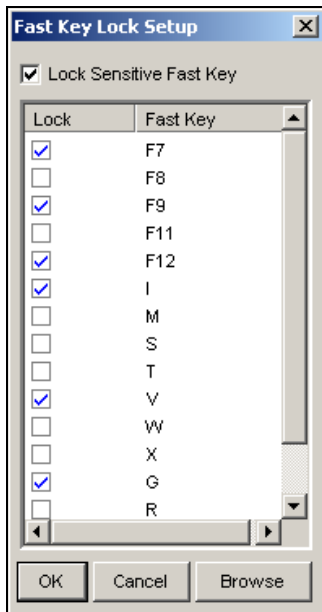 Fast Key Lock Setup
Lock Sensitive Fast Key
Lock Fast Key
F7
F8
F9
F11
F12
I
M
S
T
V
W
X
G
R
OK Cancel Browse